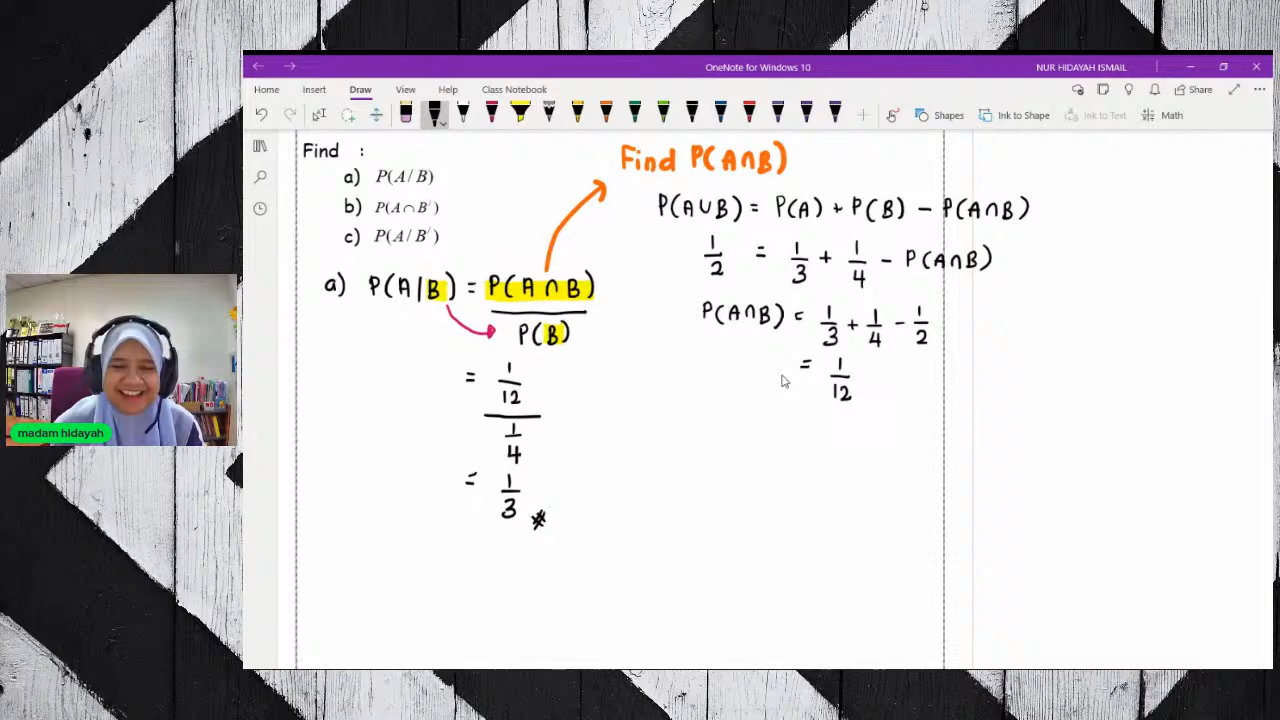 OneNote for Windows 10
NUR HIDAYAH ISMAIL
Home Insert Draw View Help Class Notebook
Share
Shapes Ink to Shape Ink to Text Math
Find :
a) P(A/B)
b) P(A∩B′)
c) P(A/B′)
a) P(A|B) = P(A∩B)
P(B)
= 1/12
1/4
= 1/3 *
Find P(A∩B)
P(A∪B) = P(A) + P(B) - P(A∩B)
1/2 = 1/3 + 1/4 - P(A∩B)
P(A∩B) = 1/3 + 1/4 - 1/2
= 1/12
madam hidayah